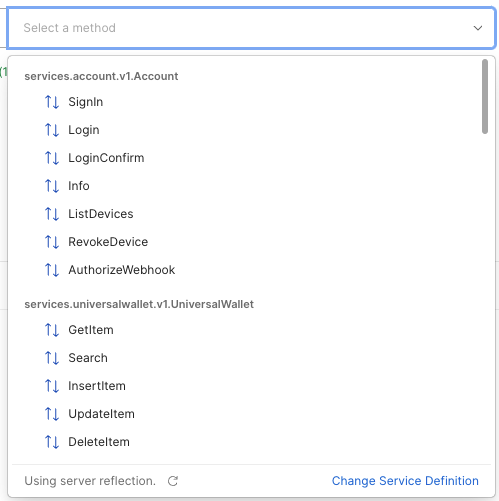 Select a method
(1
services.account.v1.Account
SignIn
Login
LoginConfirm
Info
ListDevices
RevokeDevice
AuthorizeWebhook
services.universalwallet.v1.UniversalWallet
GetItem
Search
InsertItem
UpdateItem
DeleteItem
Using server reflection.
Change Service Definition